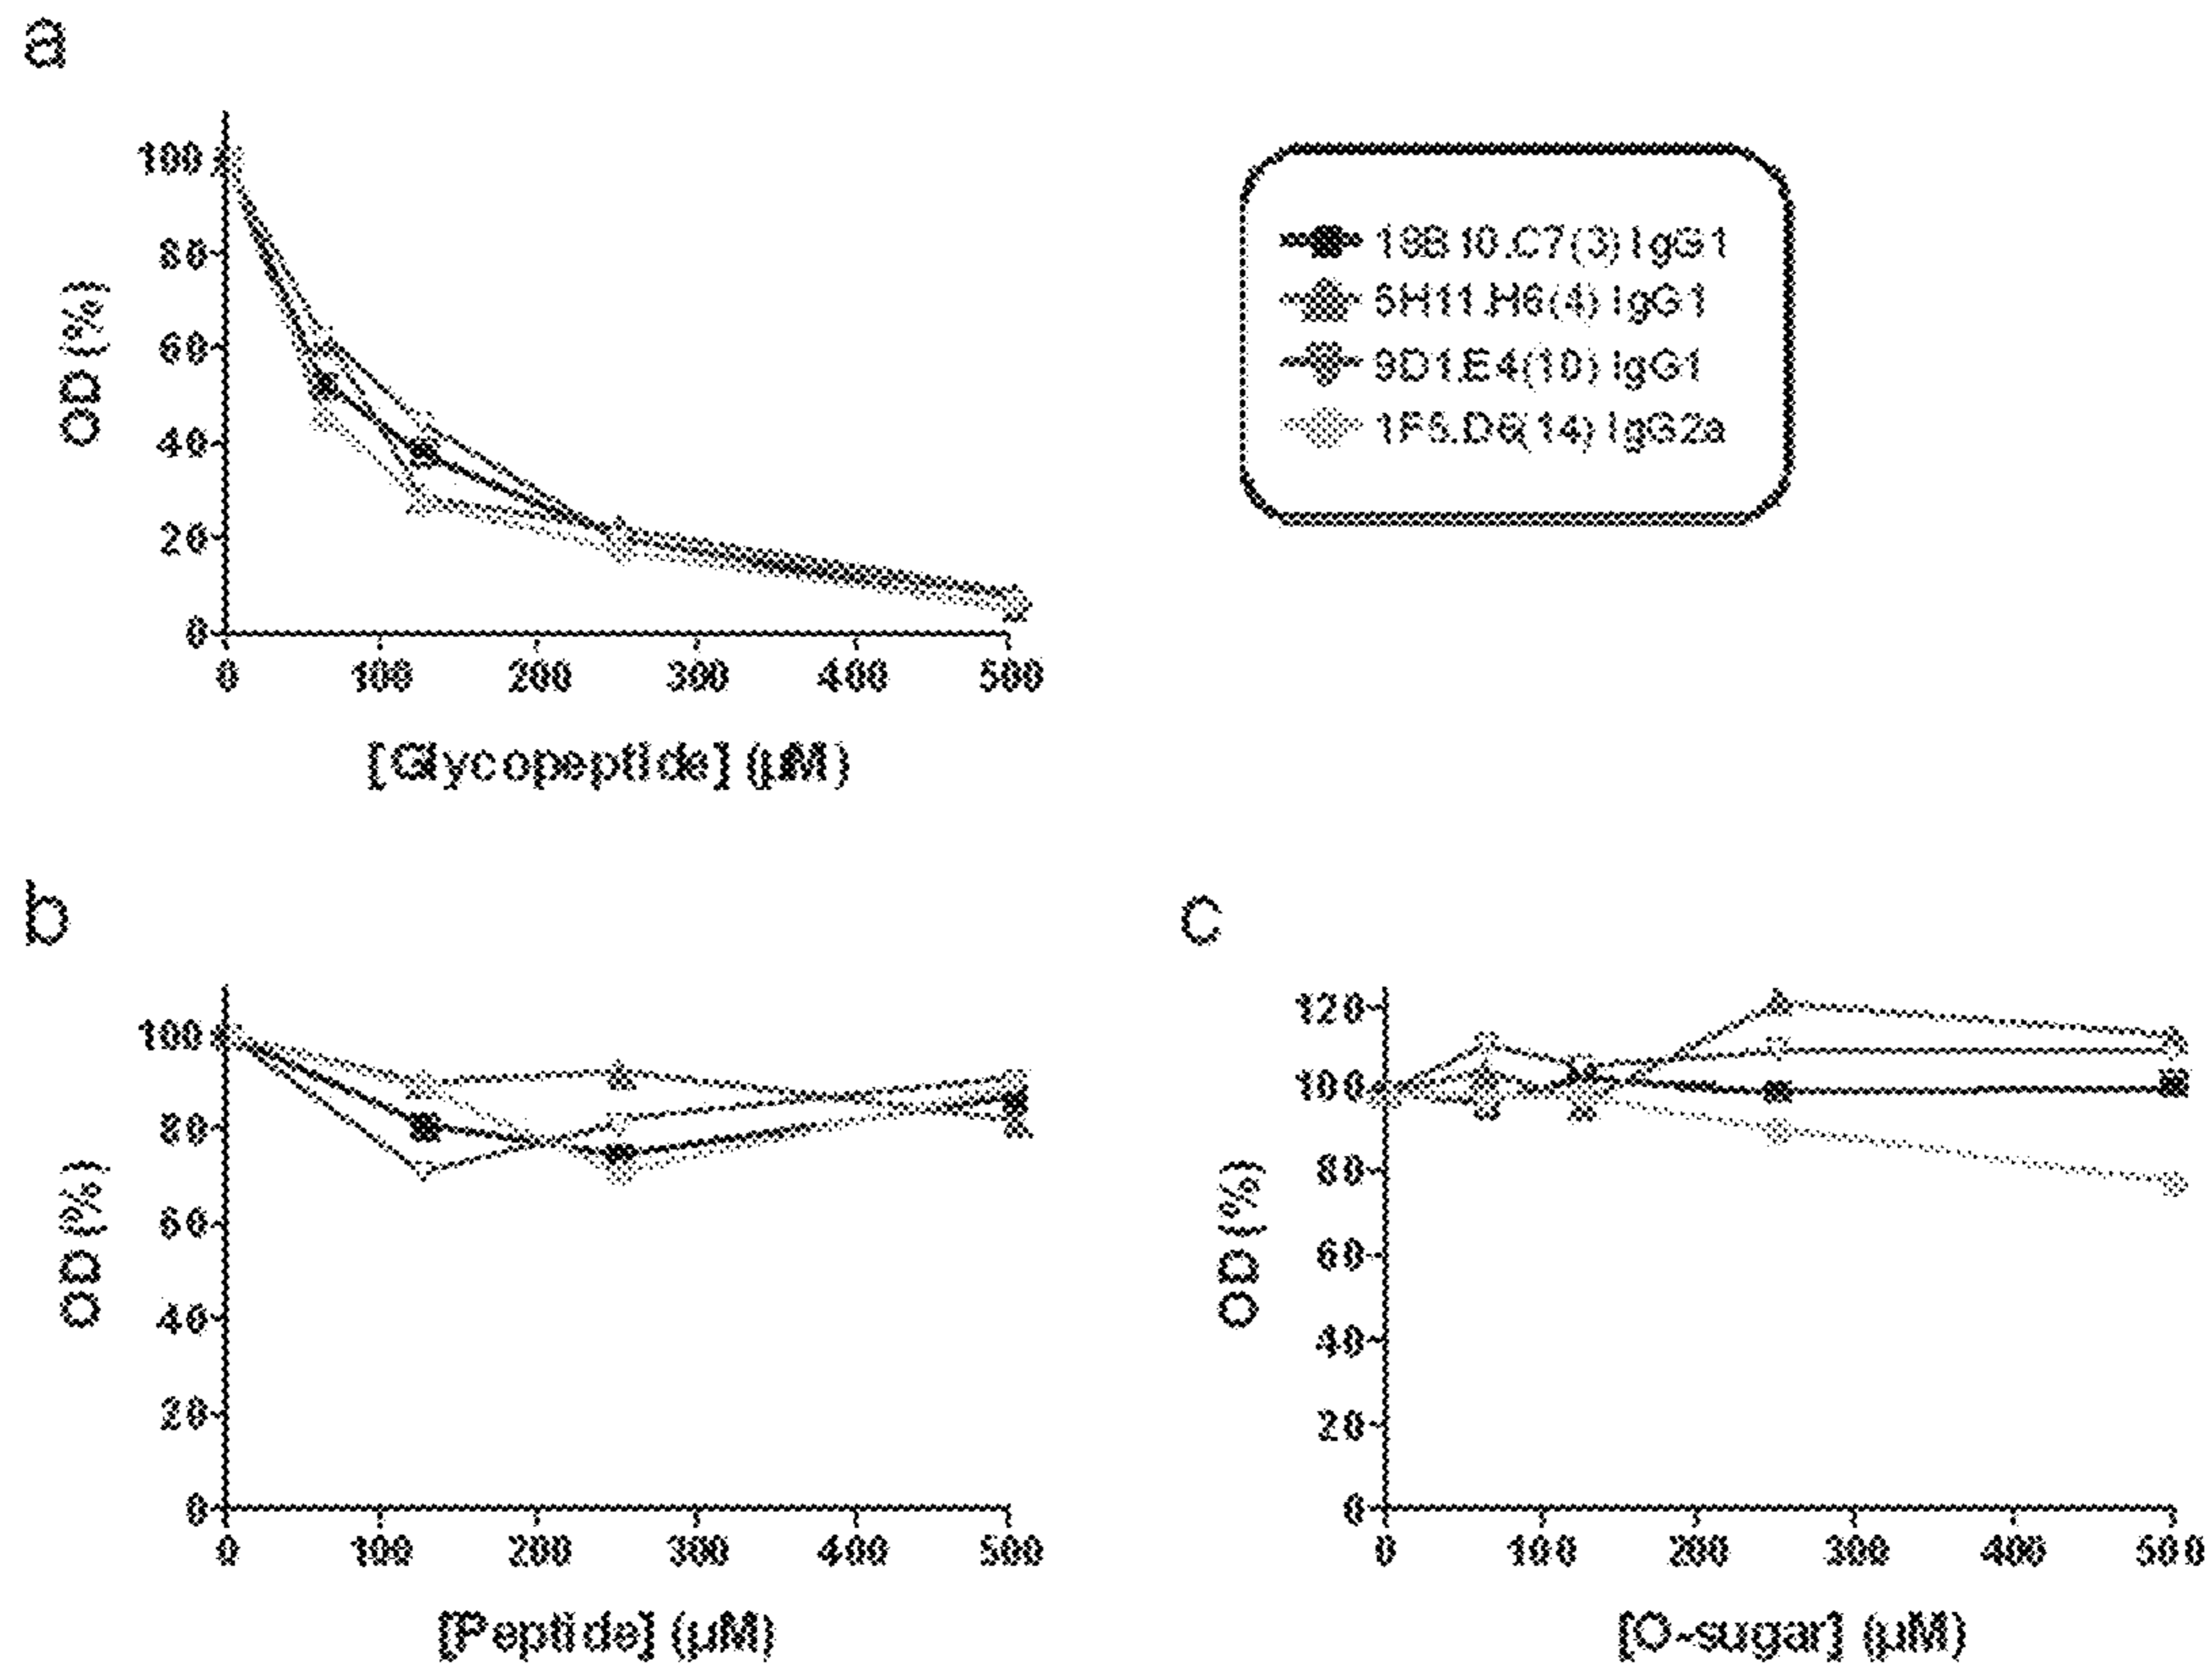 a
100
80
60
40
20
0
OD (%)
0 100 200 300 400 500
[Glycopeptide] (µM)
18B10.C7(3) IgG1
5H11.H6(4) IgG1
9D1.E4(10) IgG1
1F5.D6(14) IgG2a
b
100
80
60
40
20
0
OD (%)
0 100 200 300 400 500
[Peptide] (µM)
c
120
100
80
60
40
20
0
OD (%)
0 100 200 300 400 500
[O-sugar] (µM)